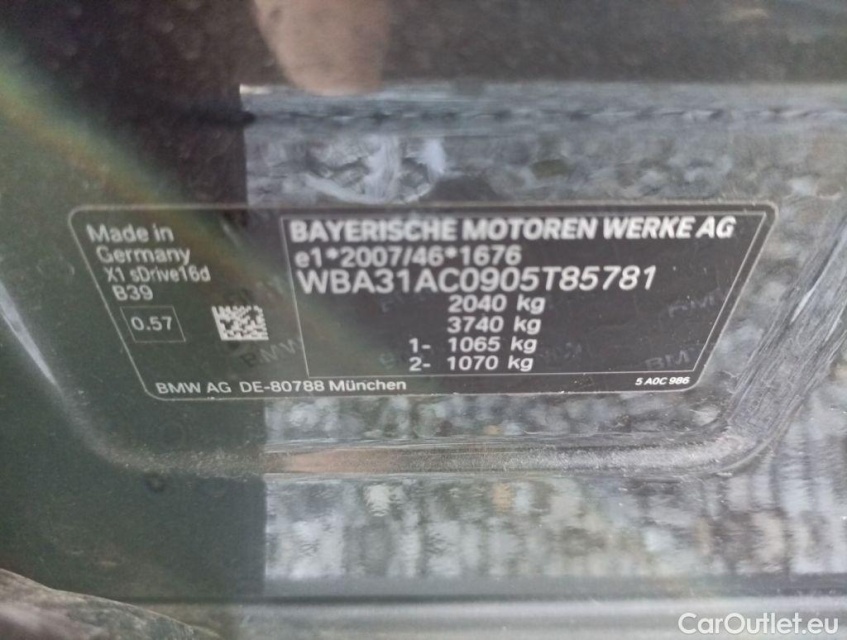 Made in
Germany
X1 sDrive16d
B39
0.57
BAYERISCHE MOTOREN WERKE AG
e1*2007/46*1676
WBA31AC0905T85781
2040 kg
3740 kg
1- 1065 kg
2- 1070 kg
BMW AG DE-80788 München
5 A0C 986
CarOutlet.eu